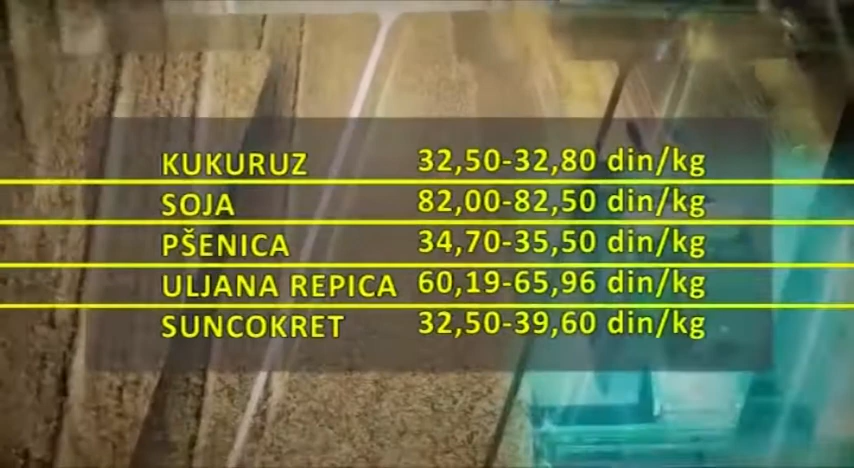 KUKURUZ 32,50-32,80 din/kg
SOJA 82,00-82,50 din/kg
PŠENICA 34,70-35,50 din/kg
ULJANA REPICA 60,19-65,96 din/kg
SUNCOKRET 32,50-39,60 din/kg